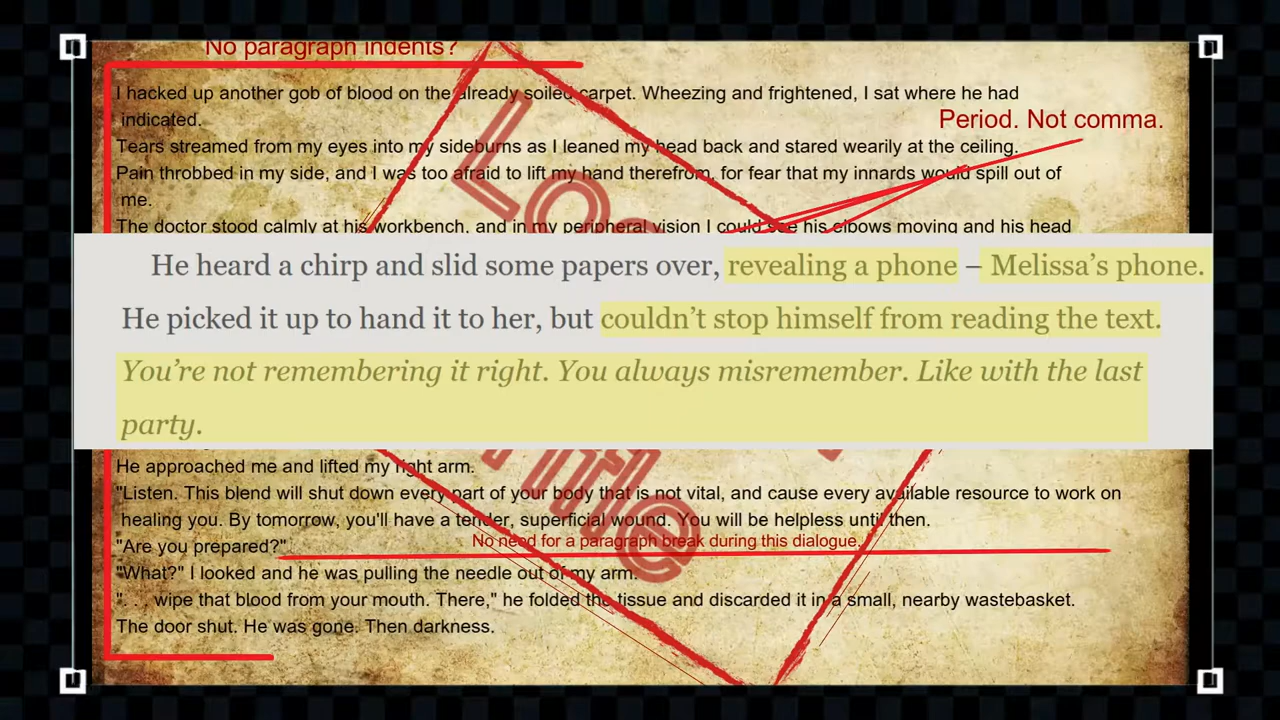 No paragraph indents?
I hacked up another gob of blood on the already soiled carpet. Wheezing and frightened, I sat where he had
indicated.
Period. Not comma.
Tears streamed from my eyes into my sideburns as I leaned my head back and stared wearily at the ceiling.
Pain throbbed in my side, and I was too afraid to lift my hand therefrom, for fear that my innards would spill out of
me.
The doctor stood calmly at his workbench, and in my peripheral vision I could see his elbows moving and his head
He heard a chirp and slid some papers over, revealing a phone – Melissa’s phone.
He picked it up to hand it to her, but couldn’t stop himself from reading the text.
You’re not remembering it right. You always misremember. Like with the last
party.
He approached me and lifted my right arm.
"Listen. This blend will shut down every part of your body that is not vital, and cause every available resource to work on
healing you. By tomorrow, you'll have a tender, superficial wound. You will be helpless until then.
"Are you prepared?"
No need for a paragraph break during this dialogue.
"What?" I looked and he was pulling the needle out of my arm.
". . . wipe that blood from your mouth. There," he folded the tissue and discarded it in a small, nearby wastebasket.
The door shut. He was gone. Then darkness.